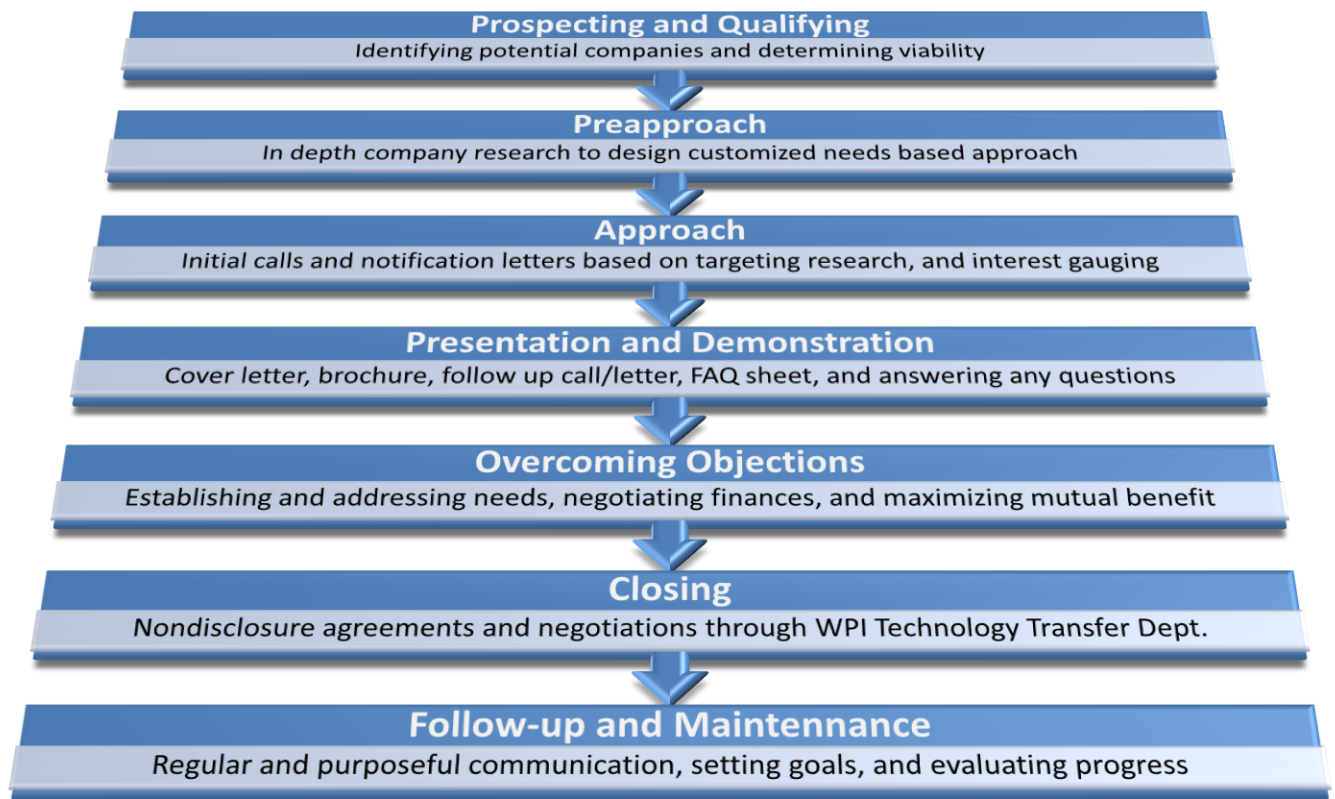 Prospecting and Qualifying
Identifying potential companies and determining viability
Preapproach
In depth company research to design customized needs based approach
Approach
Initial calls and notification letters based on targeting research, and interest gauging
Presentation and Demonstration
Cover letter, brochure, follow up call/letter, FAQ sheet, and answering any questions
Overcoming Objections
Establishing and addressing needs, negotiating finances, and maximizing mutual benefit
Closing
Nondisclosure agreements and negotiations through WPI Technology Transfer Dept.
Follow-up and Maintennance
Regular and purposeful communication, setting goals, and evaluating progress